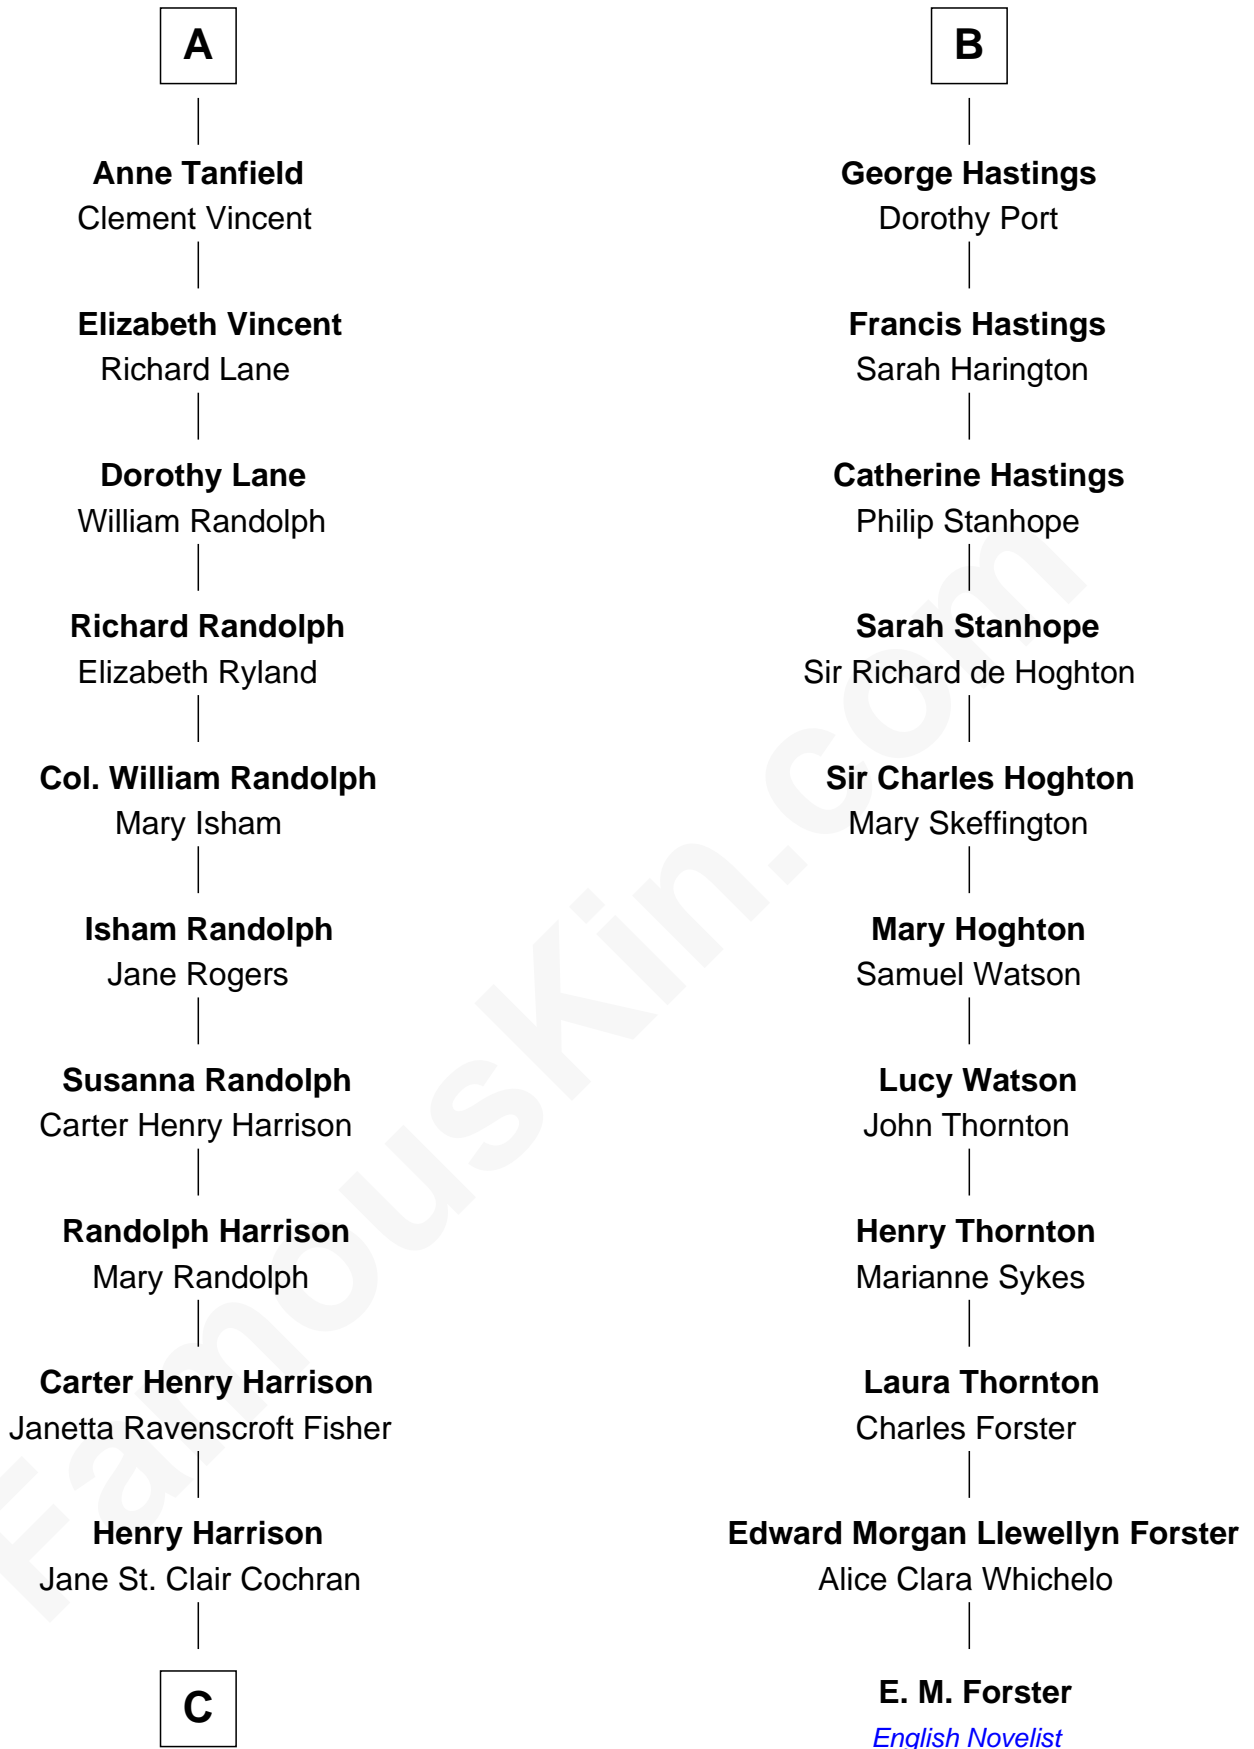 A
Anne Tanfield
Clement Vincent
Elizabeth Vincent
Richard Lane
Dorothy Lane
William Randolph
Richard Randolph
Elizabeth Ryland
Col. William Randolph
Mary Isham
Isham Randolph
Jane Rogers
Susanna Randolph
Carter Henry Harrison
Randolph Harrison
Mary Randolph
Carter Henry Harrison
Janetta Ravenscroft Fisher
Henry Harrison
Jane St. Clair Cochran
C
B
George Hastings
Dorothy Port
Francis Hastings
Sarah Harington
Catherine Hastings
Philip Stanhope
Sarah Stanhope
Sir Richard de Hoghton
Sir Charles Hoghton
Mary Skeffington
Mary Hoghton
Samuel Watson
Lucy Watson
John Thornton
Henry Thornton
Marianne Sykes
Laura Thornton
Charles Forster
Edward Morgan Llewellyn Forster
Alice Clara Whichelo
E. M. Forster
English Novelist
FamousKin.com